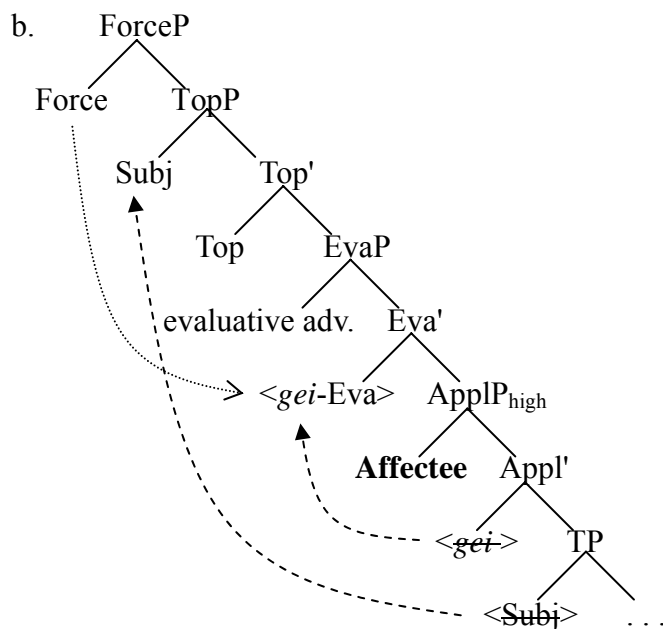 b. ForceP
Force TopP
Subj Top'
Top EvaP
evaluative adv. Eva'
<gei-Eva> ApplPhigh
Affectee Appl'
<gei> TP
<Subj> . . .